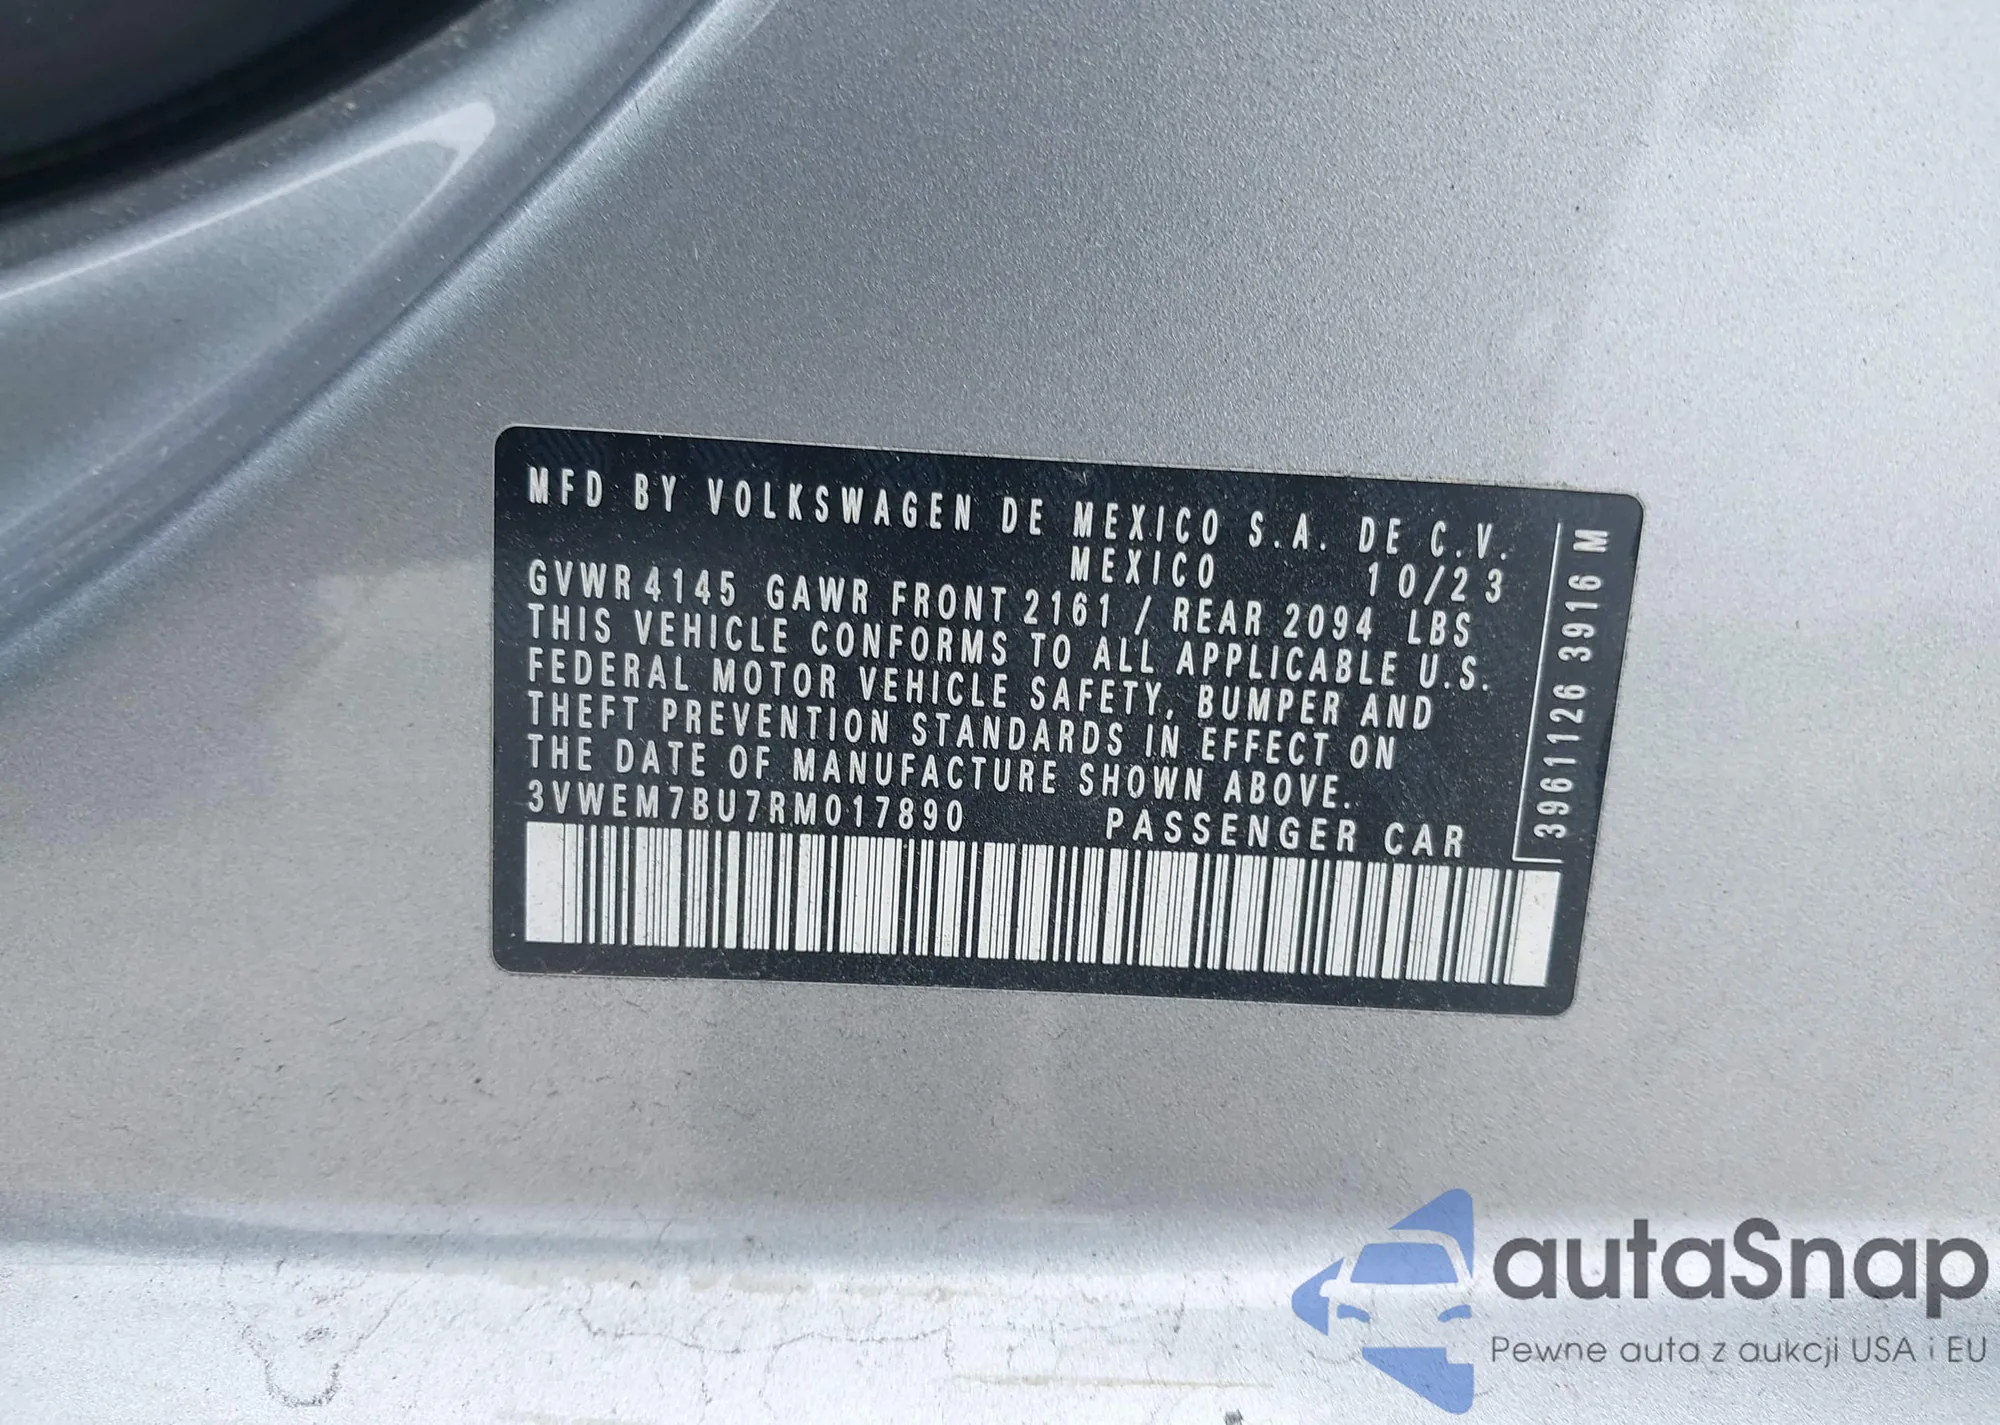 MFD BY VOLKSWAGEN DE MEXICO S.A. DE C.V.
MEXICO 10/23
GVWR 4145 GAWR FRONT 2161 / REAR 2094 LBS
THIS VEHICLE CONFORMS TO ALL APPLICABLE U.S.
FEDERAL MOTOR VEHICLE SAFETY, BUMPER AND
THEFT PREVENTION STANDARDS IN EFFECT ON
THE DATE OF MANUFACTURE SHOWN ABOVE.
3VWEM7BU7RM017890 PASSENGER CAR
3961126 3916 M
autaSnap
Pewne auta z aukcji USA i EU